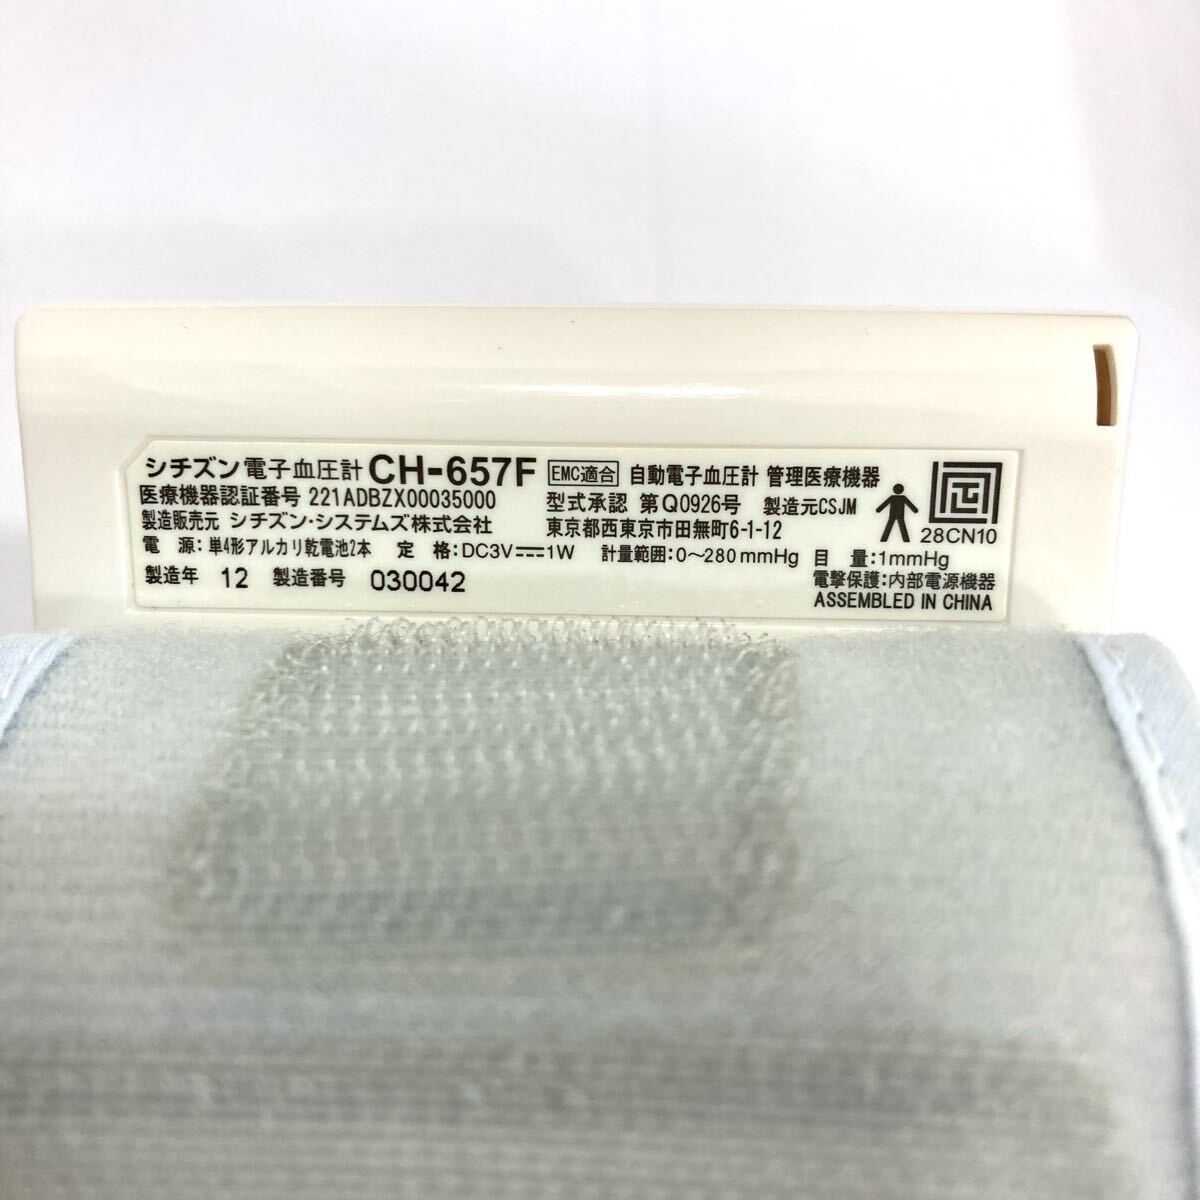 シチズン電子血圧計 CH-657F EMC適合 自動電子血圧計 管理医療機器
医療機器認証番号 221ADBZX00035000 型式承認 第Q0926号 製造元CSJM
製造販売元 シチズン・システムズ株式会社 東京都西東京市田無町6-1-12 28CN10
電 源:単4形アルカリ乾電池2本 定 格:DC3V⎓1W 計量範囲:0〜280mmHg 目 量:1mmHg
製造年 12 製造番号 030042 電撃保護:内部電源機器
ASSEMBLED IN CHINA